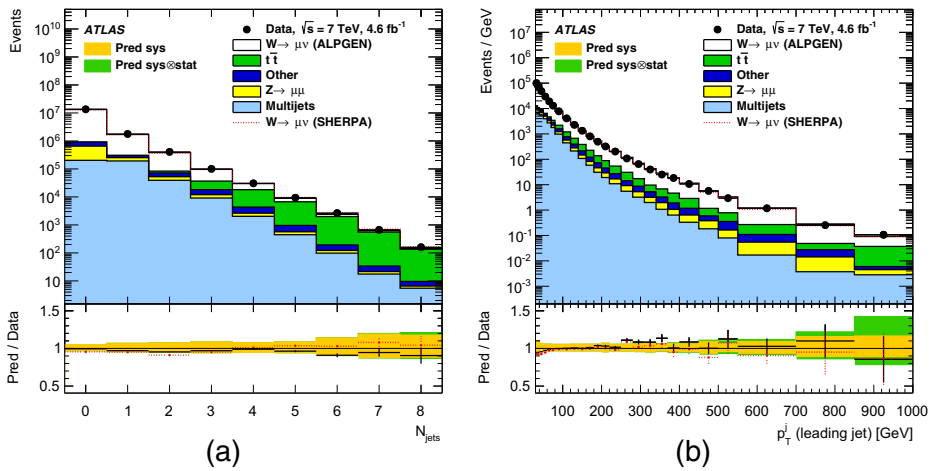 Events
10¹⁰
10⁹
10⁸
10⁷
10⁶
10⁵
10⁴
10³
10²
10
ATLAS
Pred sys
Pred sys⊗stat
Data, √s = 7 TeV, 4.6 fb⁻¹
W→ μν (ALPGEN)
tt̅
Other
Z→ μμ
Multijets
W→ μν (SHERPA)
Pred / Data
1.5
1
0.5
0 1 2 3 4 5 6 7 8
N_jets
(a)
Events / GeV
10⁷
10⁶
10⁵
10⁴
10³
10²
10
1
10⁻¹
10⁻²
10⁻³
ATLAS
Pred sys
Pred sys⊗stat
Data, √s = 7 TeV, 4.6 fb⁻¹
W→ μν (ALPGEN)
tt̅
Other
Z→ μμ
Multijets
W→ μν (SHERPA)
Pred / Data
1.5
1
0.5
100 200 300 400 500 600 700 800 900 1000
p_T^j (leading jet) [GeV]
(b)